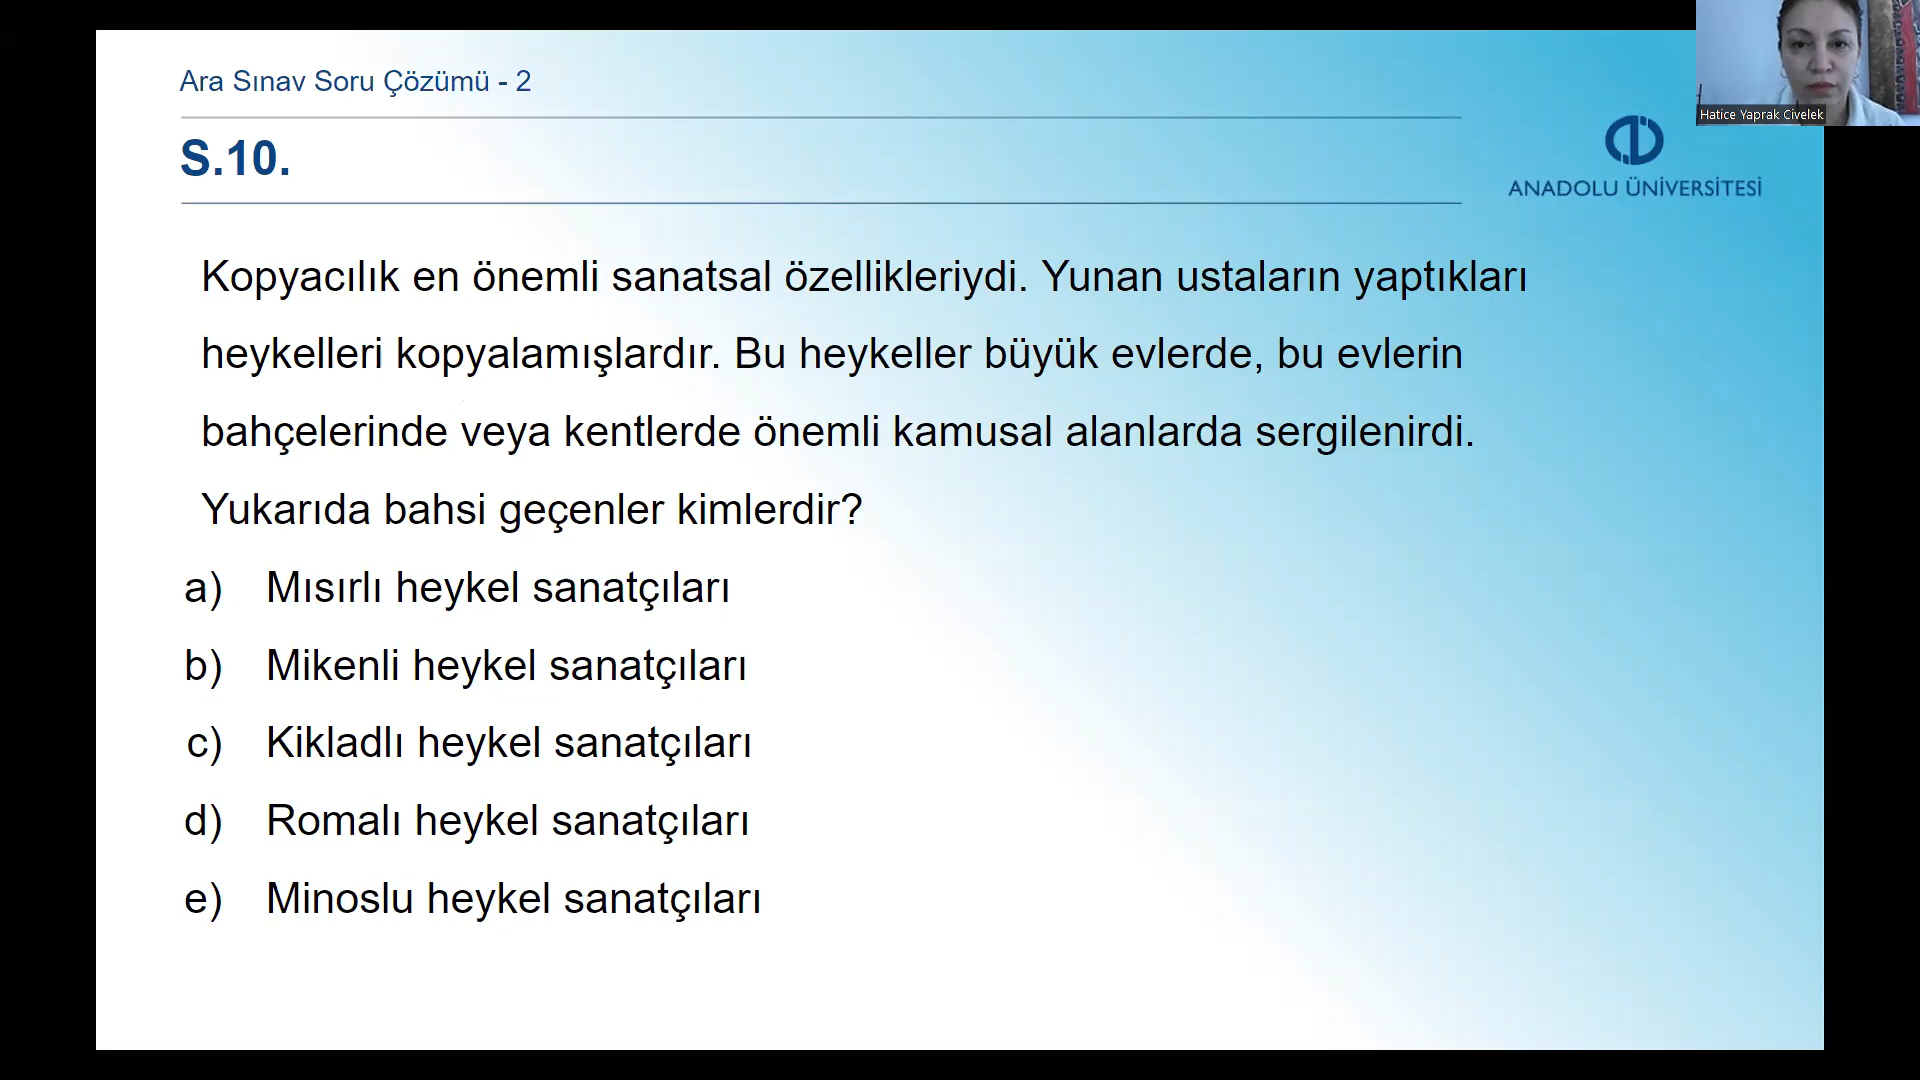 Ara Sınav Soru Çözümü - 2
S.10.
Hatice Yaprak Civelek
ANADOLU ÜNİVERSİTESİ
Kopyacılık en önemli sanatsal özellikleriydi. Yunan ustaların yaptıkları
heykelleri kopyalamışlardır. Bu heykeller büyük evlerde, bu evlerin
bahçelerinde veya kentlerde önemli kamusal alanlarda sergilenirdi.
Yukarıda bahsi geçenler kimlerdir?
a) Mısırlı heykel sanatçıları
b) Mikenli heykel sanatçıları
c) Kikladlı heykel sanatçıları
d) Romalı heykel sanatçıları
e) Minoslu heykel sanatçıları